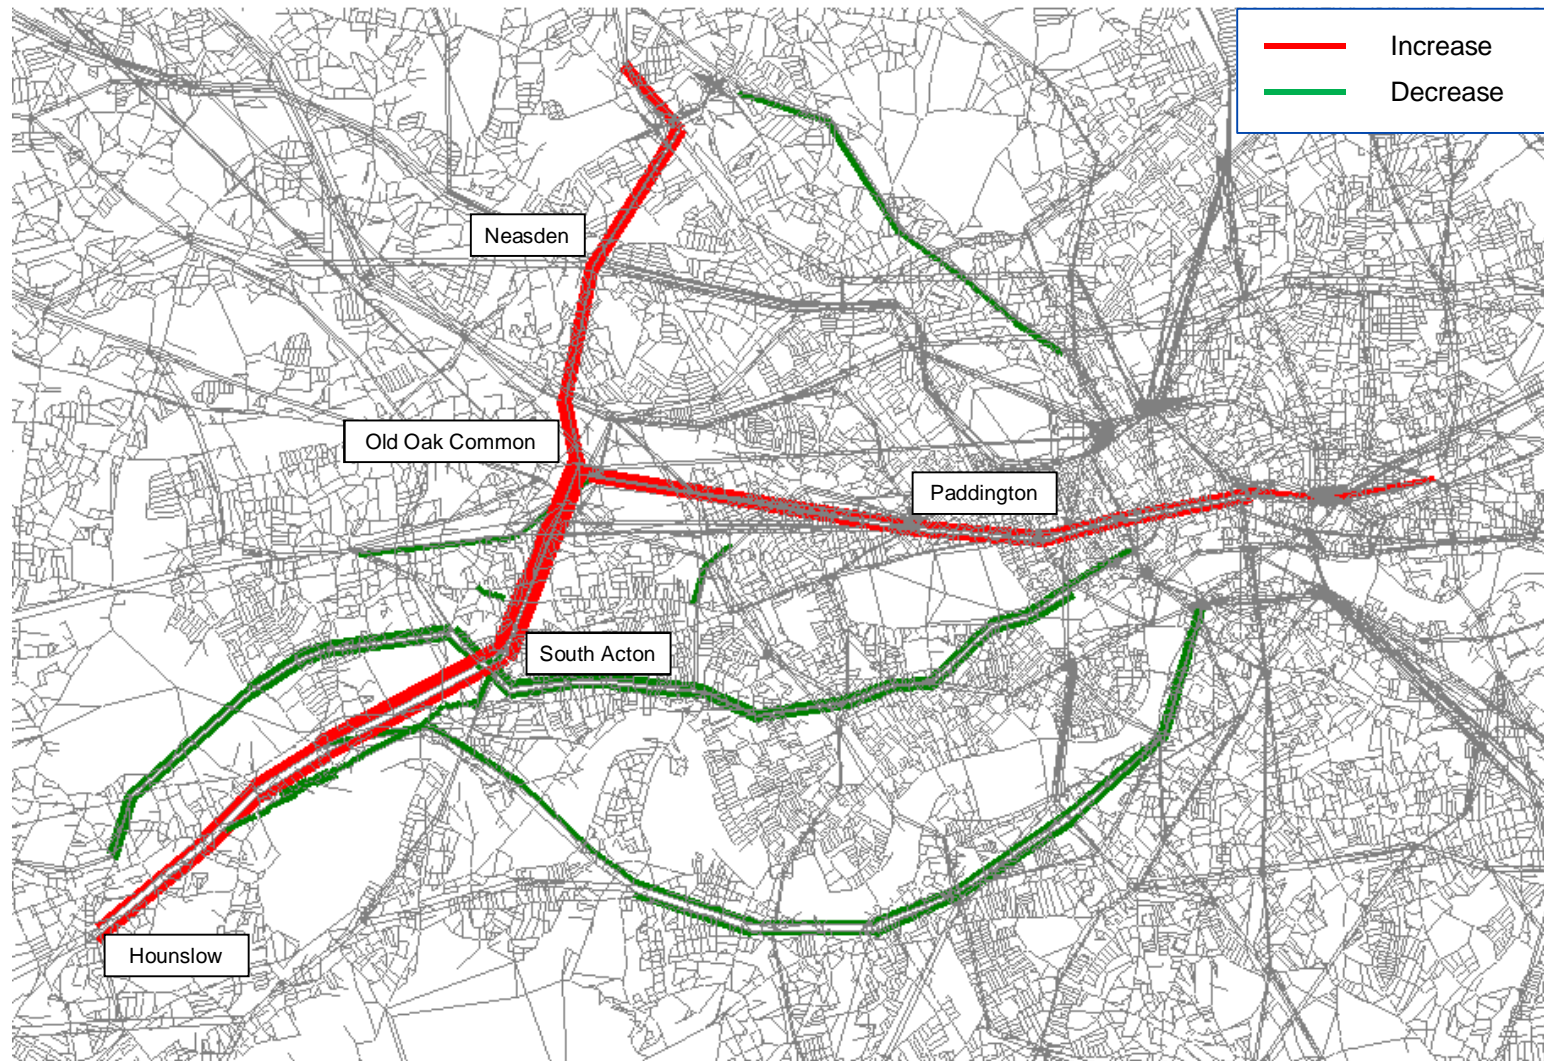 Increase
Decrease
Neasden
Old Oak Common
Paddington
South Acton
Hounslow